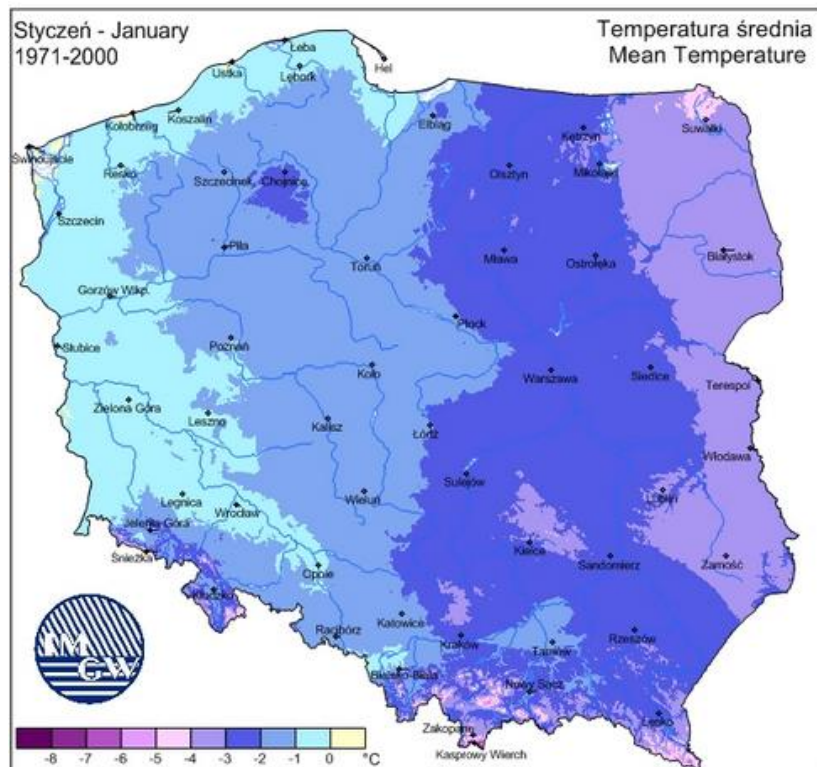 Styczeń - January
1971-2000
Temperatura średnia
Mean Temperature
Łeba
Ustka
Lębork
Hel
Kołobrzeg
Koszalin
Elbląg
Kętrzyn
Suwałki
Świnoujście
Resko
Szczecinek
Chojnice
Olsztyn
Mikołajki
Szczecin
Piła
Toruń
Mława
Ostrołęka
Białystok
Gorzów Wlkp.
Płock
Słubice
Poznań
Koło
Warszawa
Siedlce
Terespol
Zielona Góra
Leszno
Kalisz
Łódź
Włodawa
Sulejów
Legnica
Wrocław
Wieluń
Lublin
Jelenia Góra
Śnieżka
Opole
Kielce
Sandomierz
Zamość
Kłodzko
Racibórz
Katowice
Kraków
Tarnów
Rzeszów
Bielsko-Biała
Nowy Sącz
Lesko
Zakopane
Kasprowy Wierch
IM
GW
-8 -7 -6 -5 -4 -3 -2 -1 0 °C